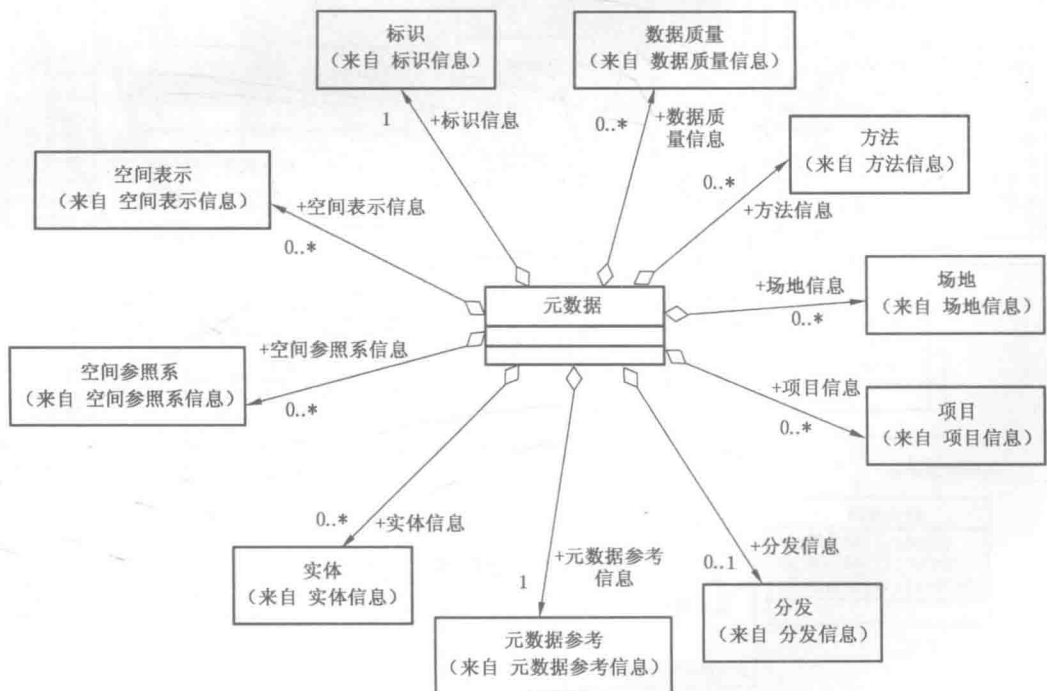 标识
（来自 标识信息）
数据质量
（来自 数据质量信息）
1
+标识信息
0..*
+数据质
量信息
方法
（来自 方法信息）
0..*
+方法信息
空间表示
（来自 空间表示信息）
+空间表示信息
0..*
元数据
+场地信息
0..*
场地
（来自 场地信息）
空间参照系
（来自 空间参照系信息）
+空间参照系信息
0..*
+项目信息
0..*
项目
（来自 项目信息）
0..*
+实体信息
实体
（来自 实体信息）
1
+元数据参考
信息
元数据参考
（来自 元数据参考信息）
+分发信息
0..1
分发
（来自 分发信息）